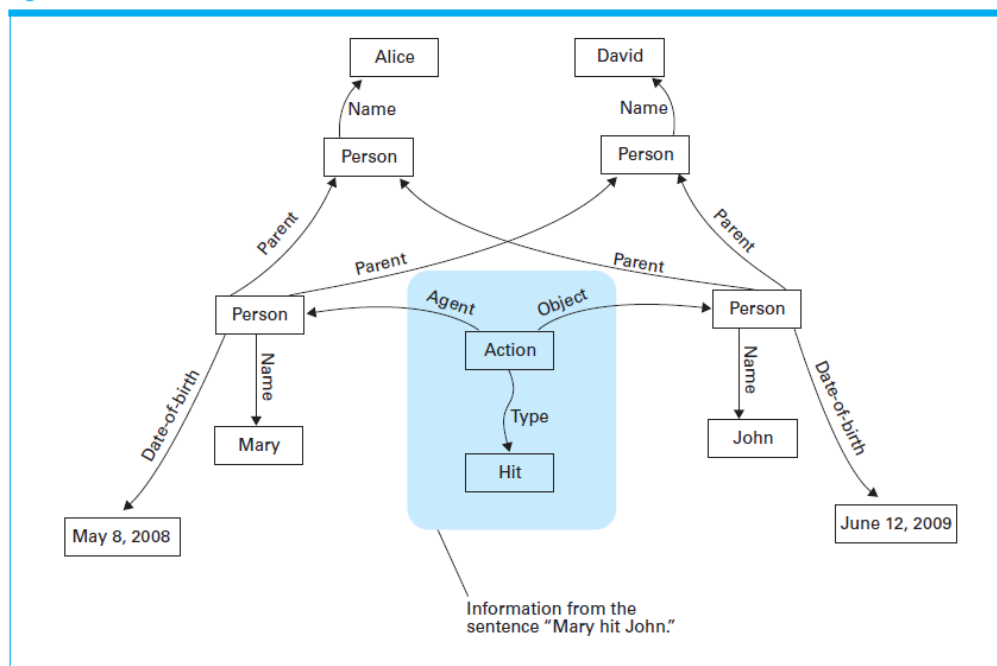 Alice
David
Name
Name
Person
Person
Parent
Parent
Parent
Parent
Agent
Object
Person
Person
Action
Date-of-birth
Name
Type
Name
Date-of-birth
Mary
John
Hit
May 8, 2008
June 12, 2009
Information from the
sentence “Mary hit John.”